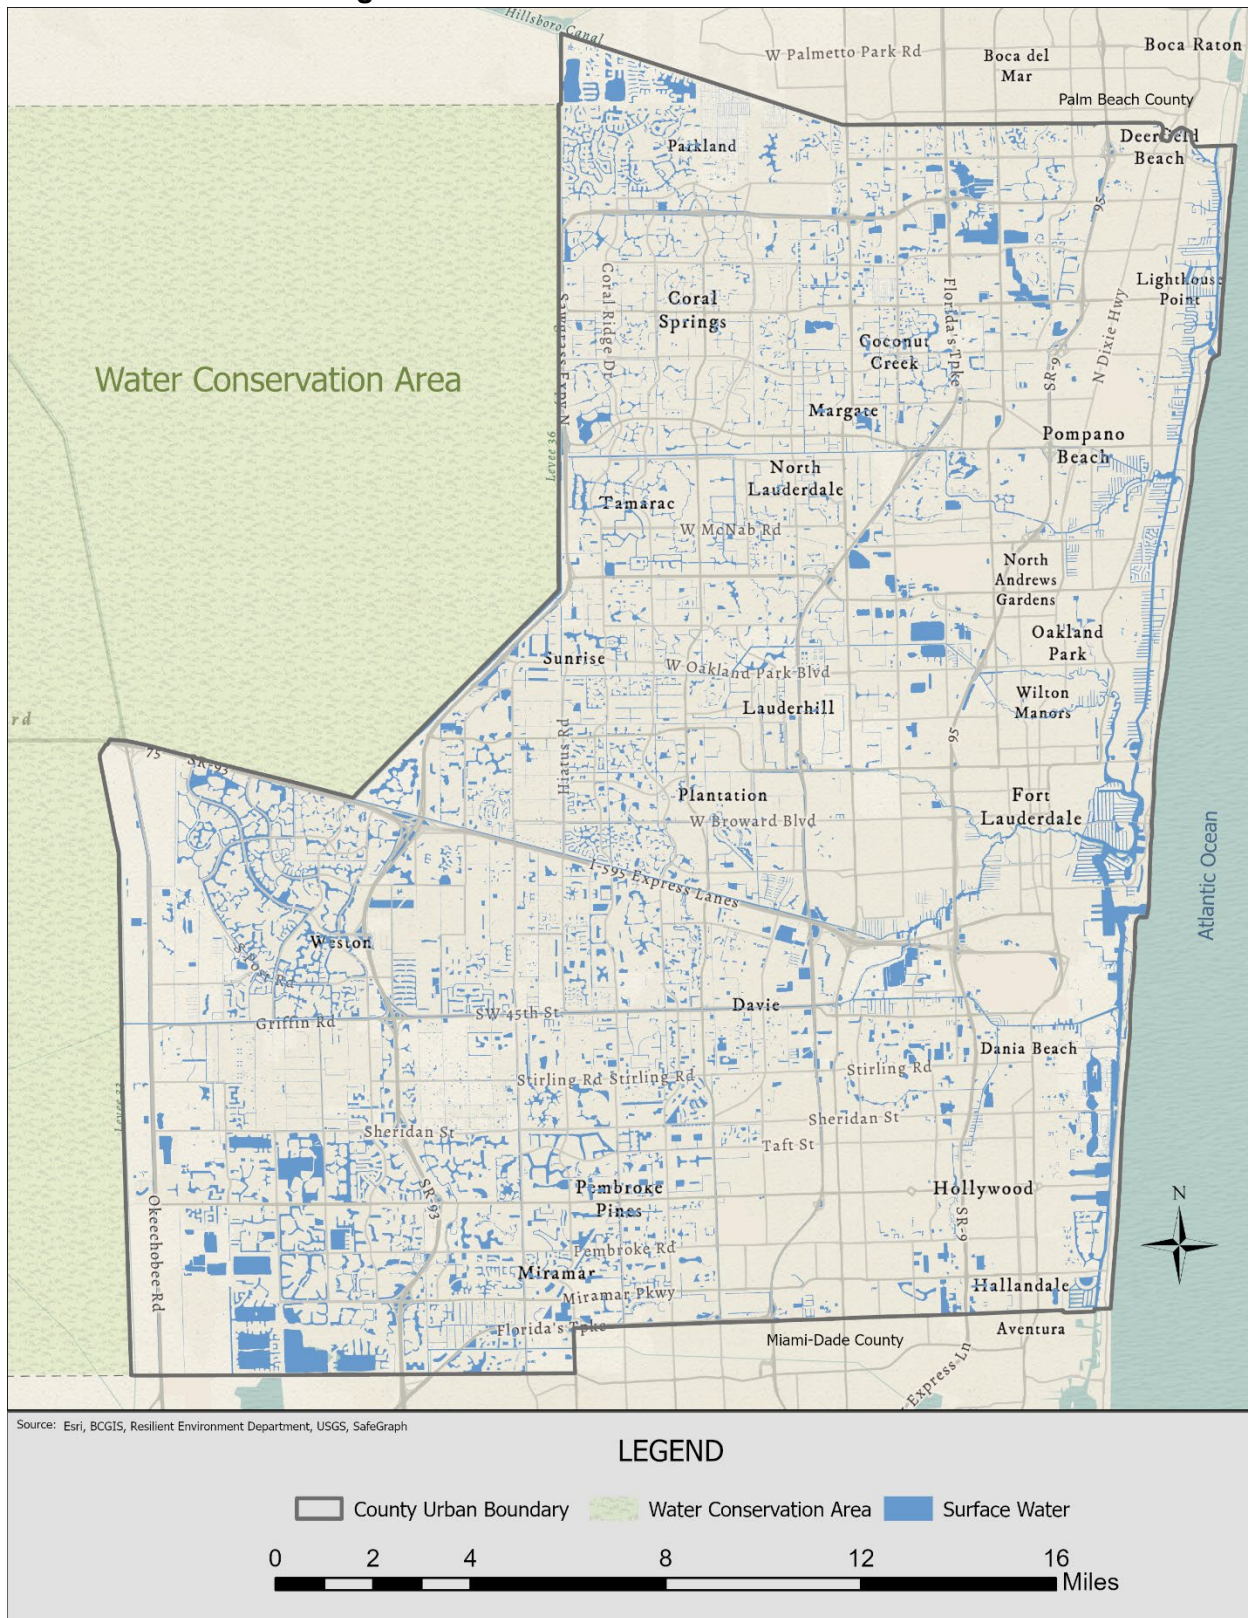 Hillsboro Canal
W Palmetto Park Rd
Boca del
Mar
Boca Raton
Palm Beach County
Deerfield
Beach
Parkland
95
Coral Ridge Dr
Sawgrass Expy N
Florida's Tpke
Lighthouse
Point
Coral
Springs
N Dixie Hwy
Coconut
Creek
SR-9
Water Conservation Area
Margate
Pompano
Beach
Levee 36
North
Lauderdale
Tamarac
W McNab Rd
North
Andrews
Gardens
Oakland
Park
Sunrise
W Oakland Park Blvd
Wilton
Manors
Lauderhill
rd
Hiatus Rd
95
75
SR-93
Plantation
Fort
Lauderdale
W Broward Blvd
I-595 Express Lanes
Atlantic Ocean
Weston
S Post Rd
Davie
SW 45th St
Griffin Rd
Dania Beach
Stirling Rd
Stirling Rd
Stirling Rd
Sheridan St
Sheridan St
Taft St
Okeechobee Rd
SR-93
Pembroke
Pines
Hollywood
N
SR-9
Pembroke Rd
Miramar
Miramar Pkwy
Hallandale
Florida's Tpke
Miami-Dade County
Aventura
Express Ln
Source: Esri, BCGIS, Resilient Environment Department, USGS, SafeGraph
LEGEND
County Urban Boundary
Water Conservation Area
Surface Water
0 2 4 8 12 16
Miles